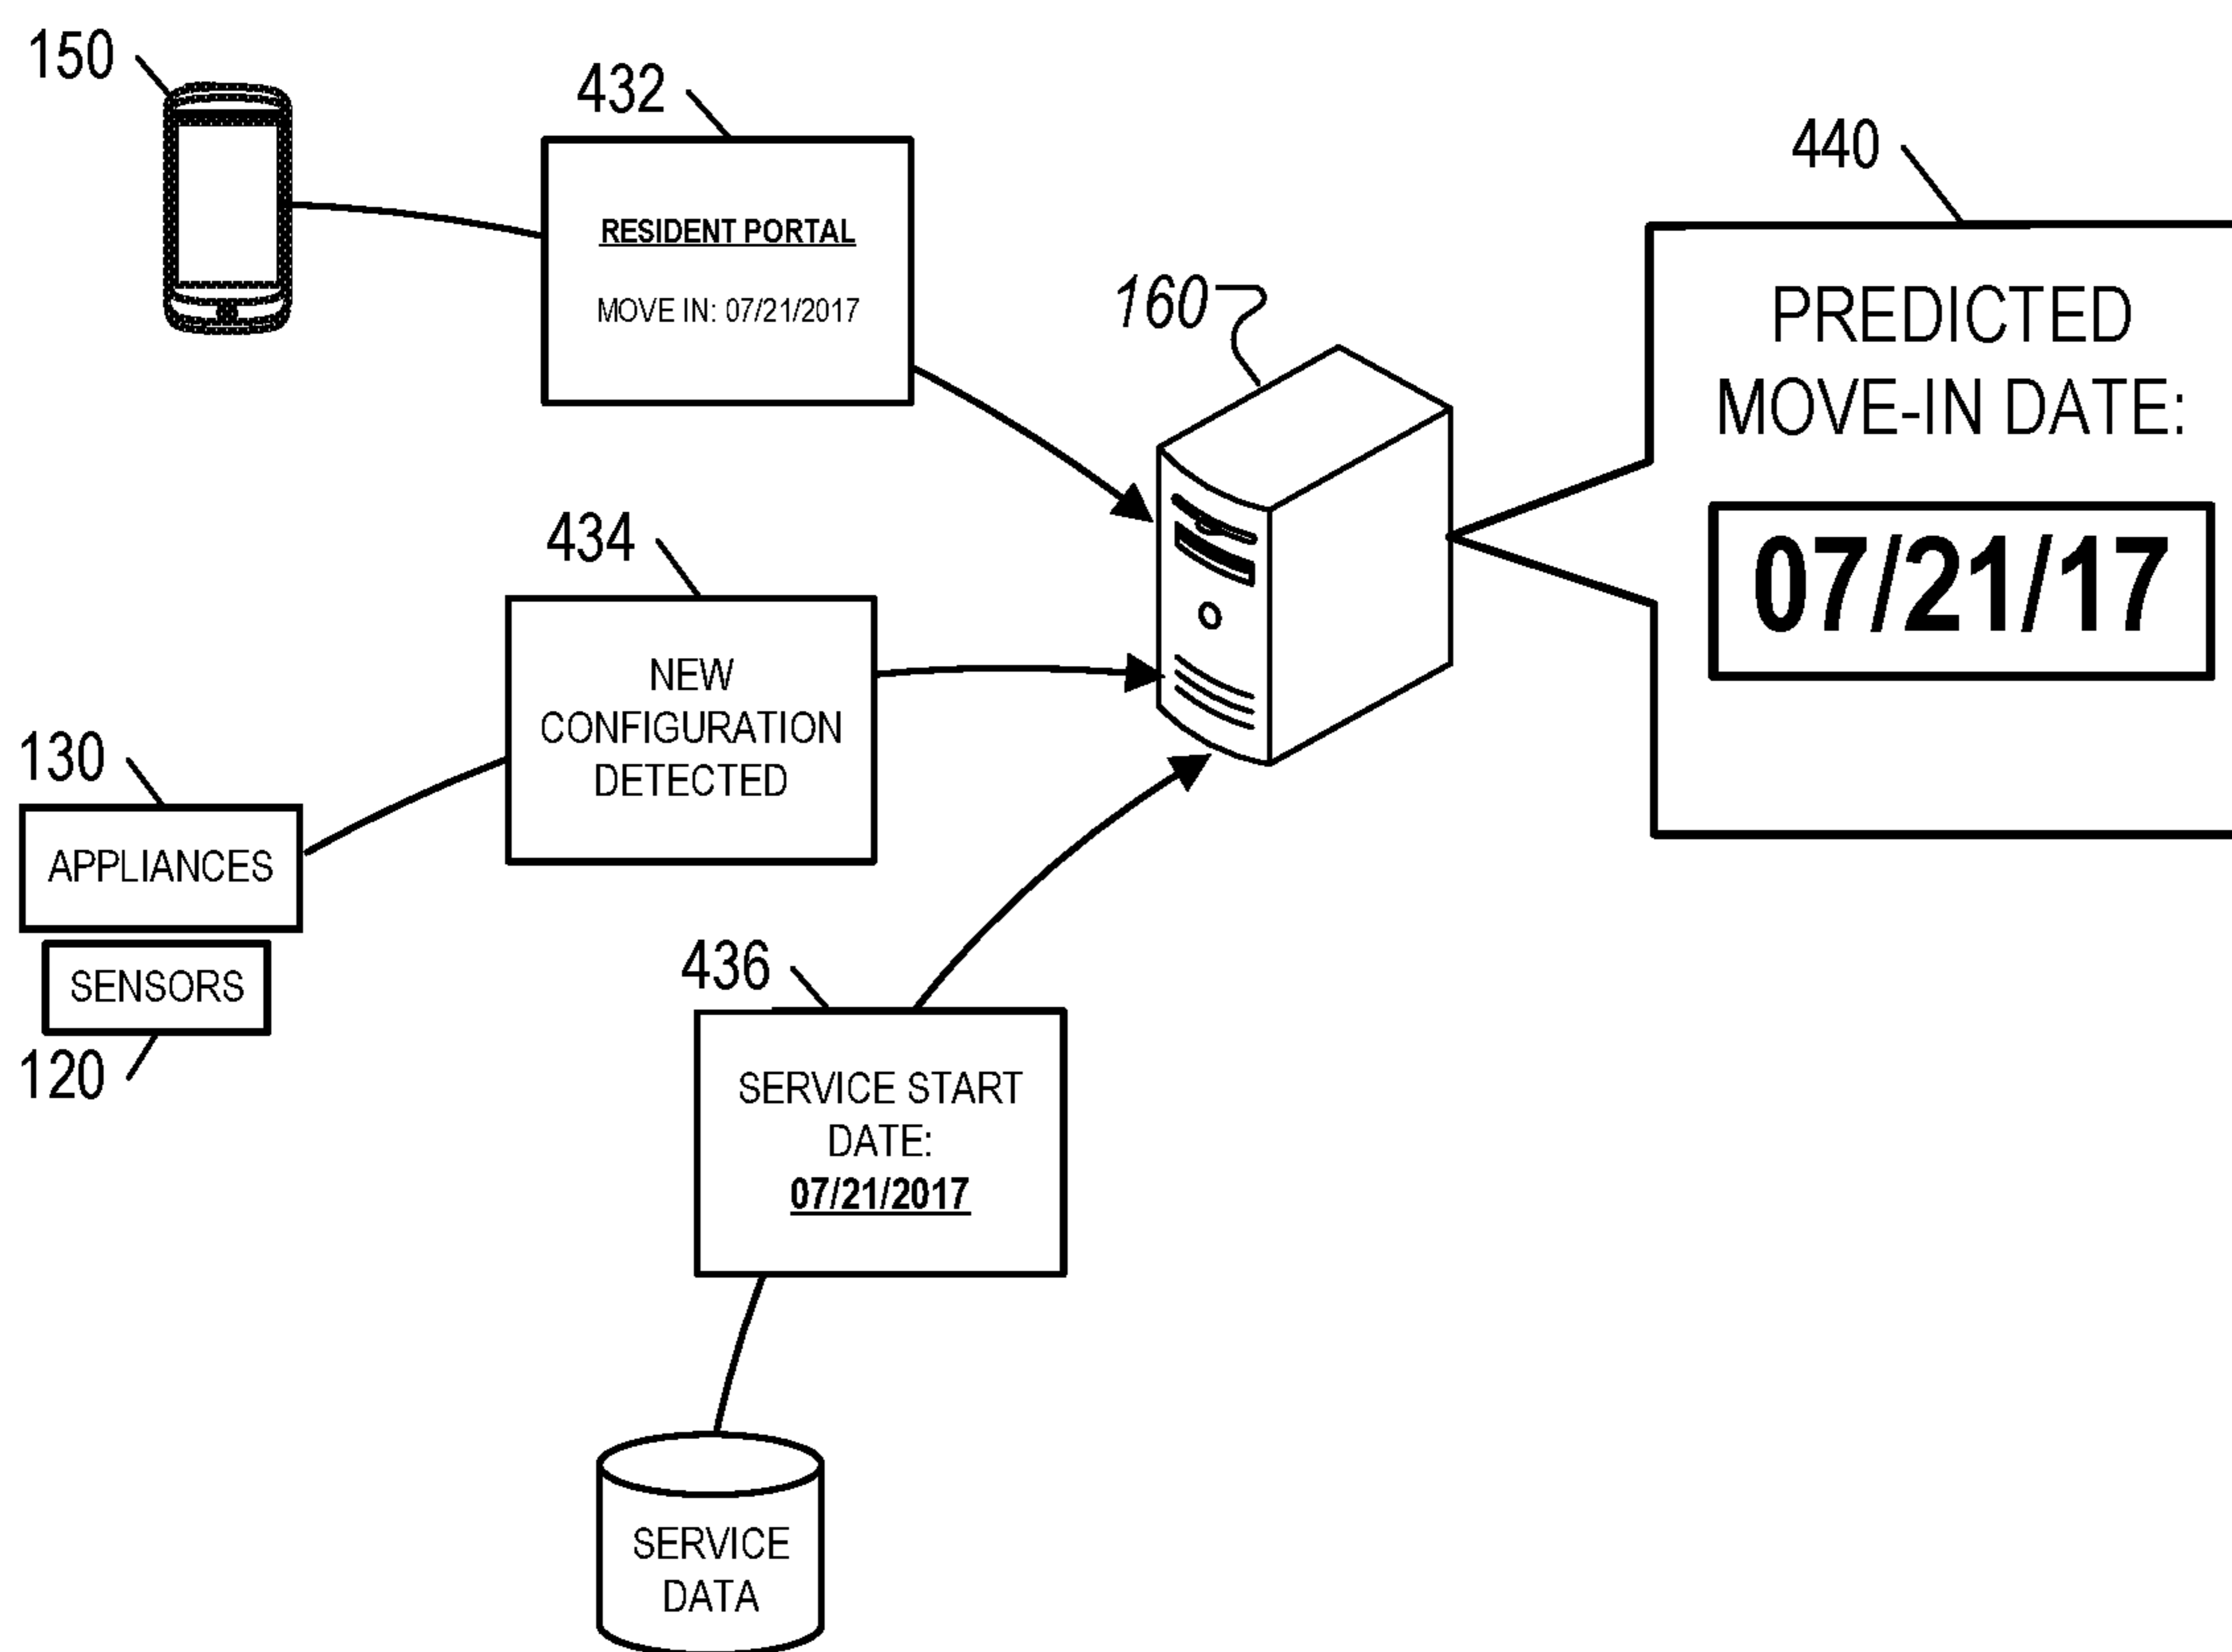 150
432
RESIDENT PORTAL
MOVE IN: 07/21/2017
440
PREDICTED
MOVE-IN DATE:
07/21/17
160
434
NEW
CONFIGURATION
DETECTED
130
APPLIANCES
SENSORS
120
436
SERVICE START
DATE:
07/21/2017
SERVICE
DATA